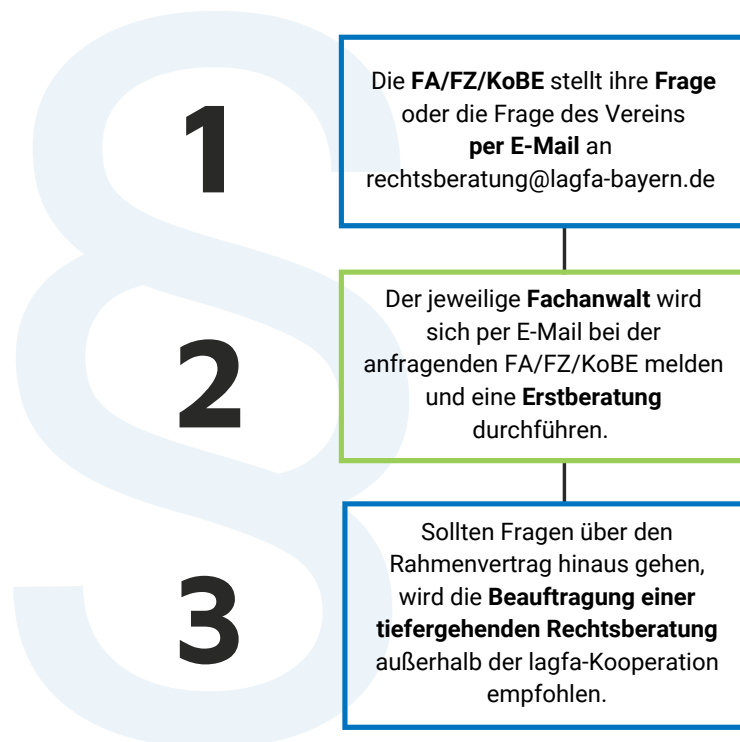 1
Die FA/FZ/KoBE stellt ihre Frage
oder die Frage des Vereins
per E-Mail an
rechtsberatung@lagfa-bayern.de
2
Der jeweilige Fachanwalt wird
sich per E-Mail bei der
anfragenden FA/FZ/KoBE melden
und eine Erstberatung
durchführen.
3
Sollten Fragen über den
Rahmenvertrag hinaus gehen,
wird die Beauftragung einer
tiefergehenden Rechtsberatung
außerhalb der lagfa-Kooperation
empfohlen.
§